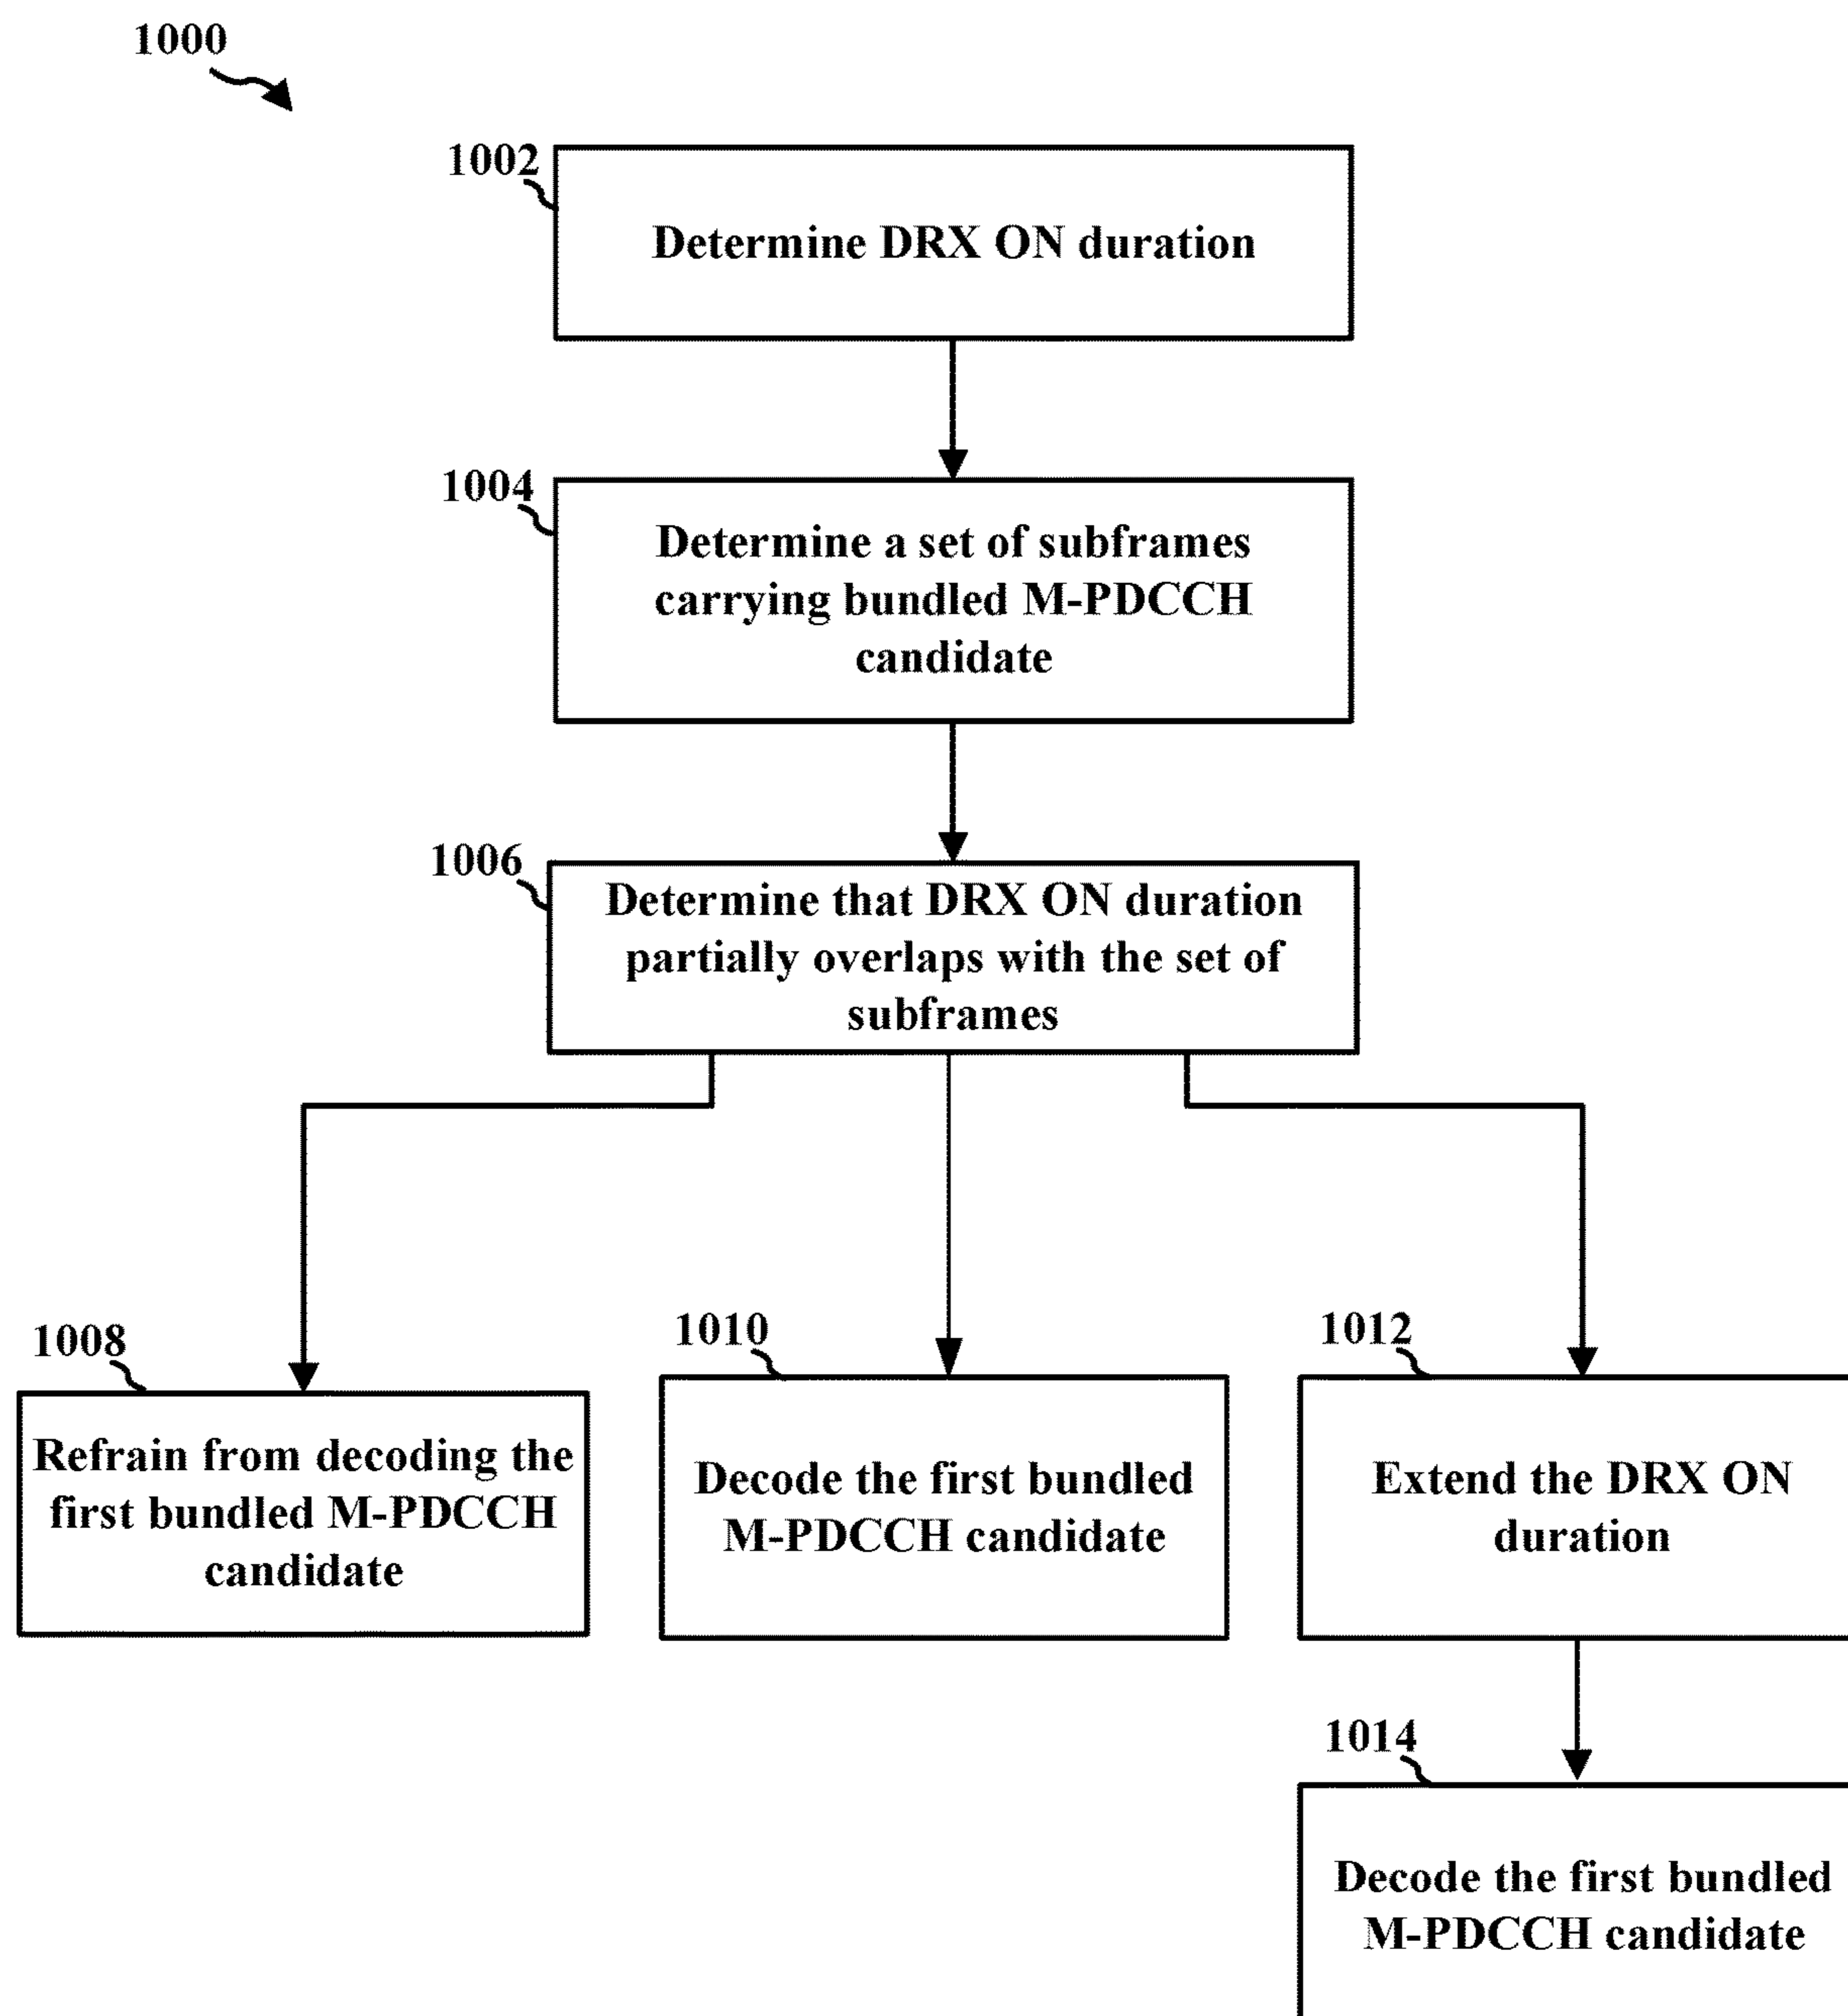 1000
1002
Determine DRX ON duration
1004
Determine a set of subframes
carrying bundled M-PDCCH
candidate
1006
Determine that DRX ON duration
partially overlaps with the set of
subframes
1008
Refrain from decoding the
first bundled M-PDCCH
candidate
1010
Decode the first bundled
M-PDCCH candidate
1012
Extend the DRX ON
duration
1014
Decode the first bundled
M-PDCCH candidate